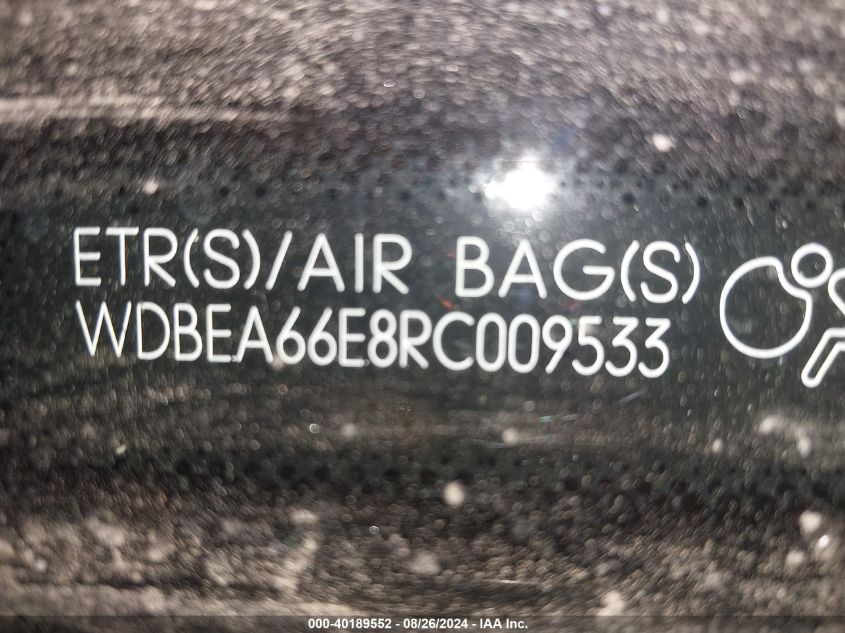 ETR(S)/AIR BAG(S)
WDBEA66E8RC009533
000-40189552 - 08/26/2024 - IAA Inc.